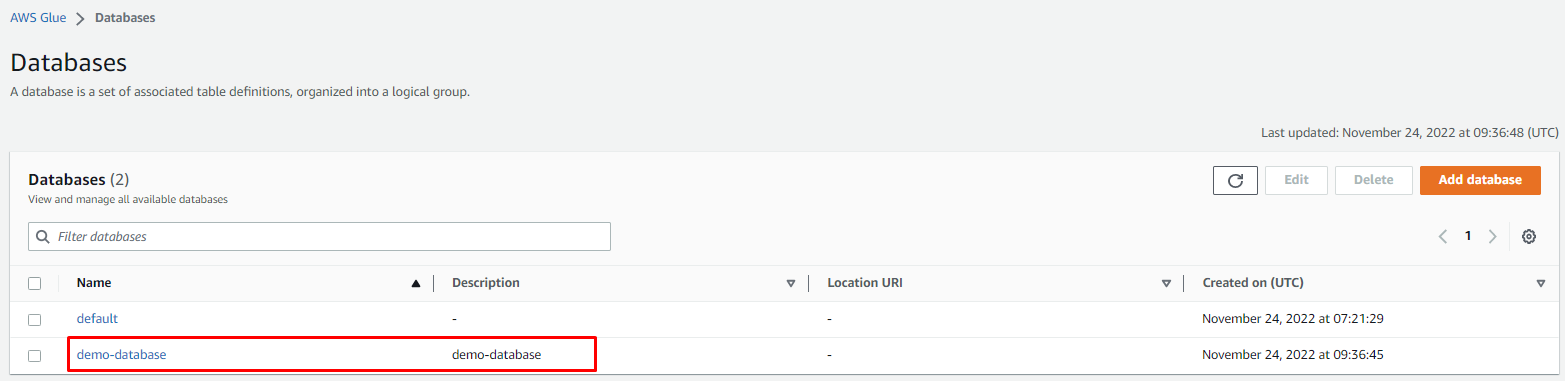 AWS Glue > Databases
Databases
A database is a set of associated table definitions, organized into a logical group.
Last updated: November 24, 2022 at 09:36:48 (UTC)
Databases (2)
View and manage all available databases
Edit Delete Add database
Filter databases
1
Name Description Location URI Created on (UTC)
default - - November 24, 2022 at 07:21:29
demo-database demo-database - November 24, 2022 at 09:36:45